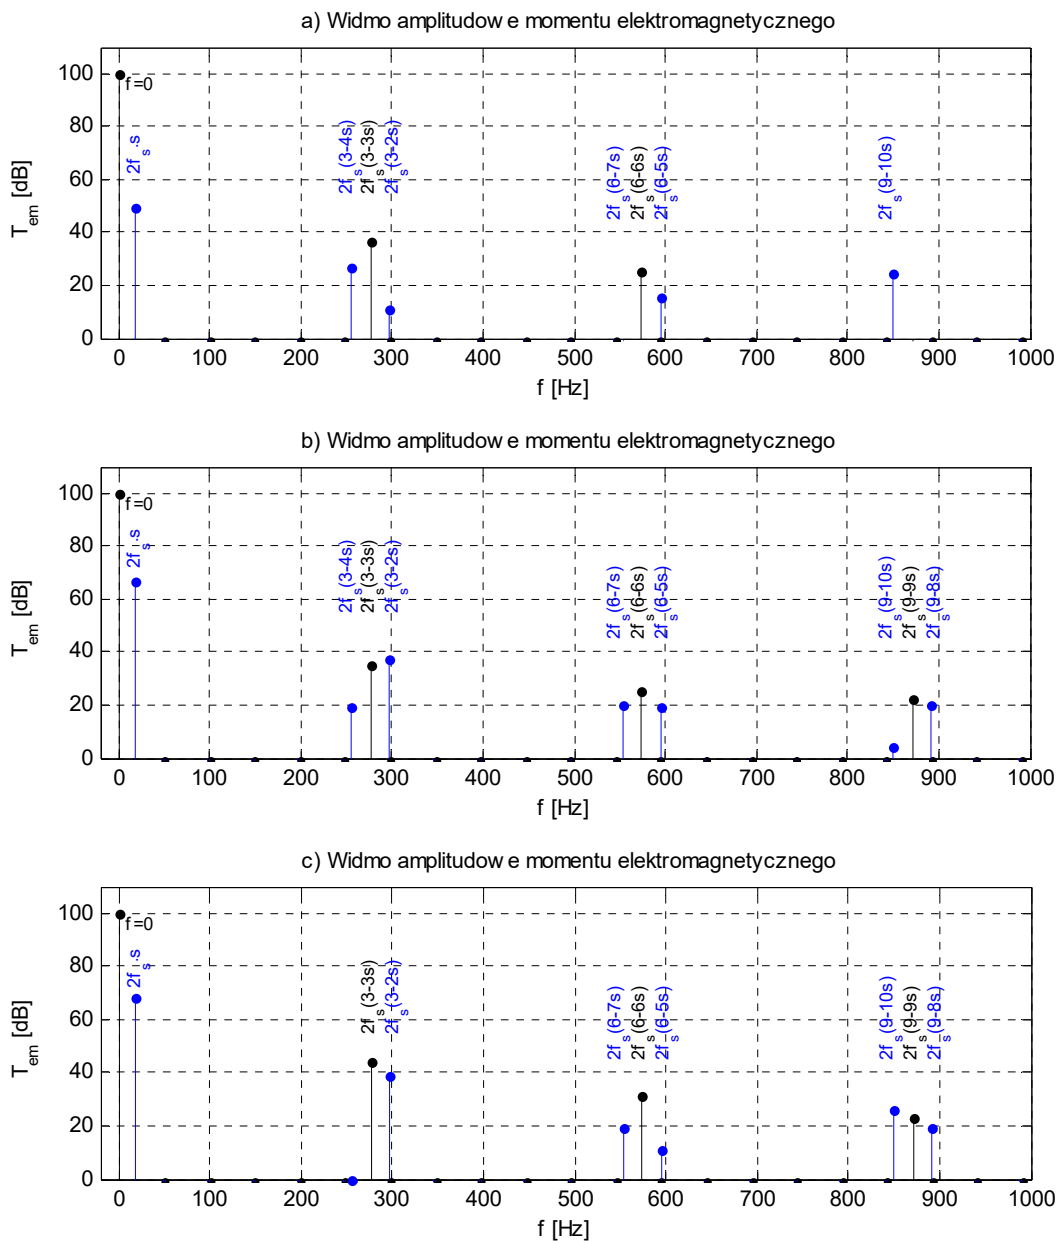 a) Widmo amplitudow e momentu elektromagnetycznego
T_em [dB]
100
80
60
40
20
0
f=0
2f_s.s
2f_s(3-4s)
2f_s(3-3s)
2f_s(3-2s)
2f_s(6-7s)
2f_s(6-6s)
2f_s(6-5s)
2f_s(9-10s)
0 100 200 300 400 500 600 700 800 900 1000
f [Hz]
b) Widmo amplitudow e momentu elektromagnetycznego
T_em [dB]
100
80
60
40
20
0
f=0
2f_s.s
2f_s(3-4s)
2f_s(3-3s)
2f_s(3-2s)
2f_s(6-7s)
2f_s(6-6s)
2f_s(6-5s)
2f_s(9-10s)
2f_s(9-9s)
2f_s(9-8s)
0 100 200 300 400 500 600 700 800 900 1000
f [Hz]
c) Widmo amplitudow e momentu elektromagnetycznego
T_em [dB]
100
80
60
40
20
0
f=0
2f_s.s
2f_s(3-3s)
2f_s(3-2s)
2f_s(6-7s)
2f_s(6-6s)
2f_s(6-5s)
2f_s(9-10s)
2f_s(9-9s)
2f_s(9-8s)
0 100 200 300 400 500 600 700 800 900 1000
f [Hz]